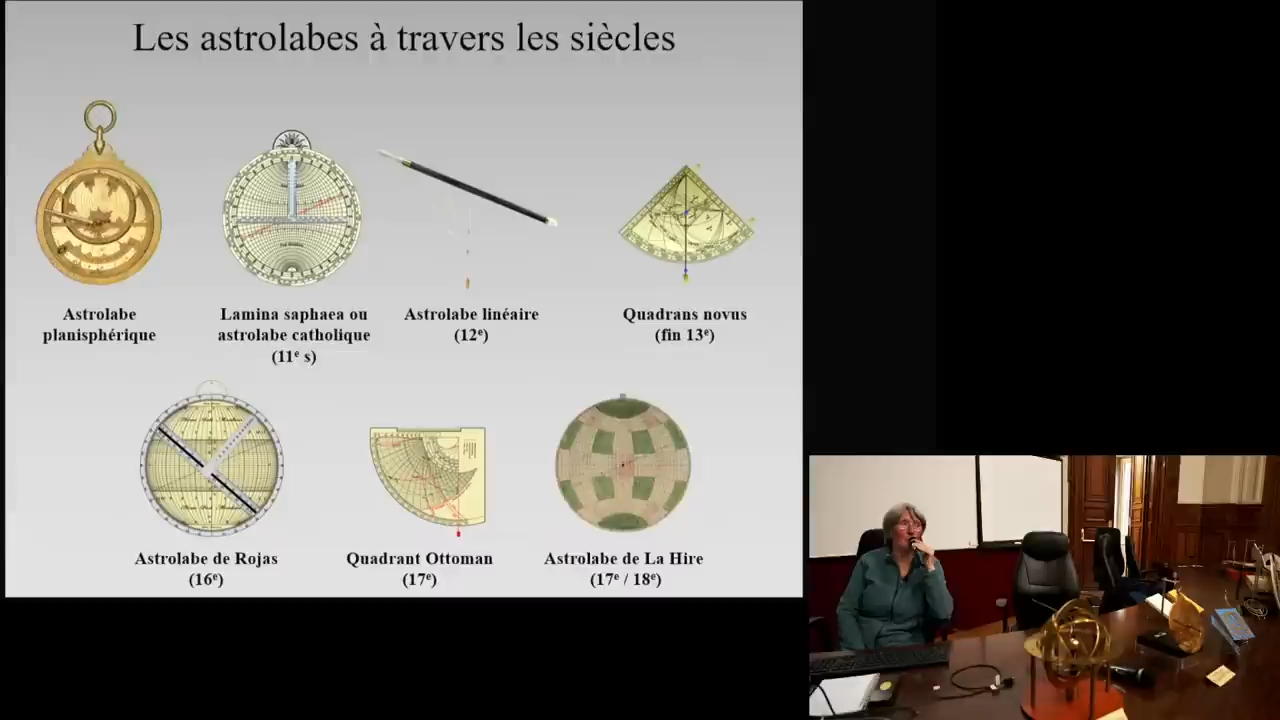 Les astrolabes à travers les siècles
Astrolabe
planisphérique
Lamina saphaea ou
astrolabe catholique
(11e s)
Astrolabe linéaire
(12e)
Quadrans novus
(fin 13e)
Astrolabe de Rojas
(16e)
Quadrant Ottoman
(17e)
Astrolabe de La Hire
(17e / 18e)